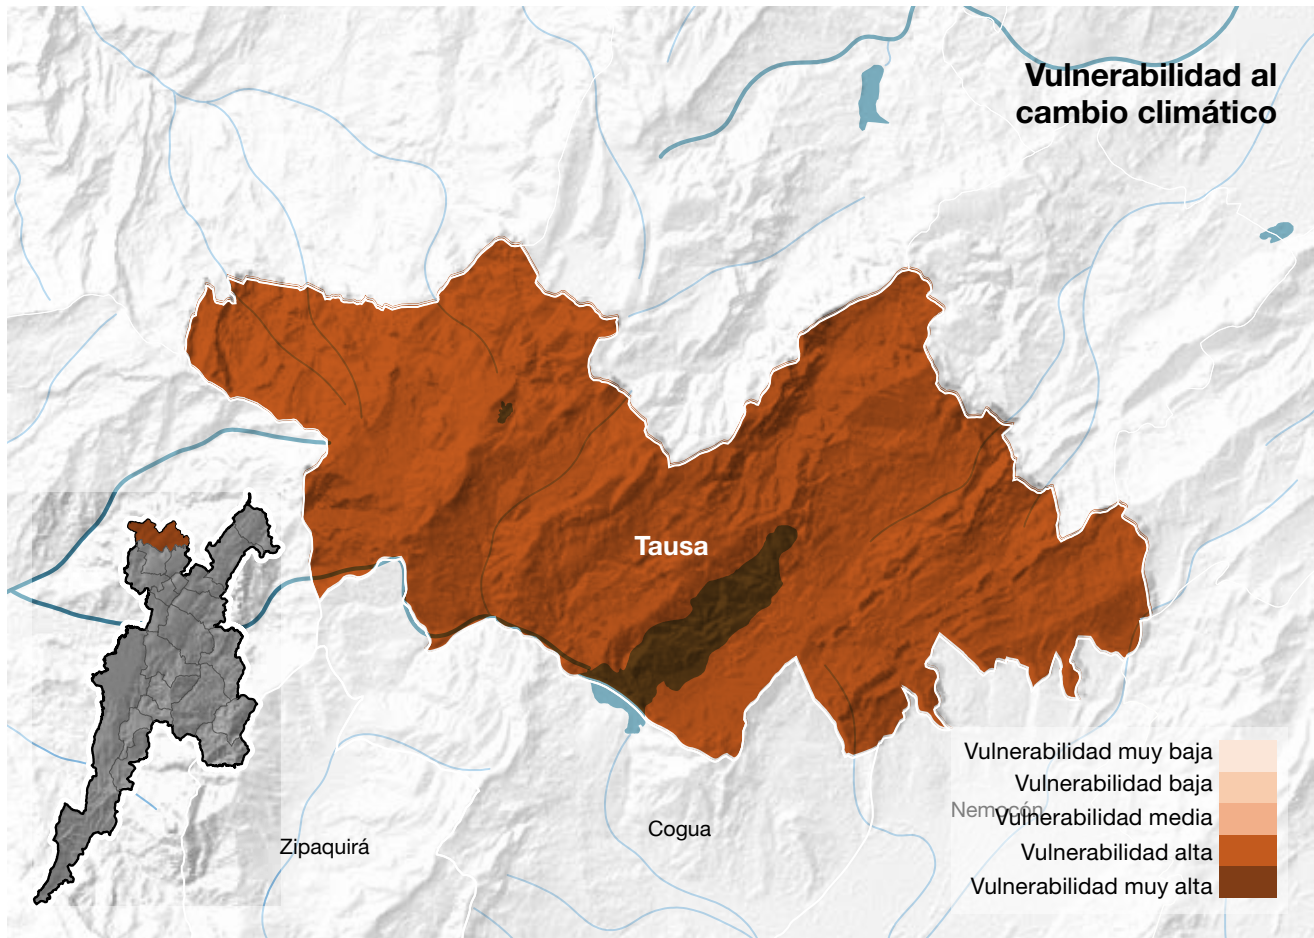 Vulnerabilidad al
cambio climático
Tausa
Zipaquirá
Cogua
Nemocón
Vulnerabilidad muy baja
Vulnerabilidad baja
Vulnerabilidad media
Vulnerabilidad alta
Vulnerabilidad muy alta